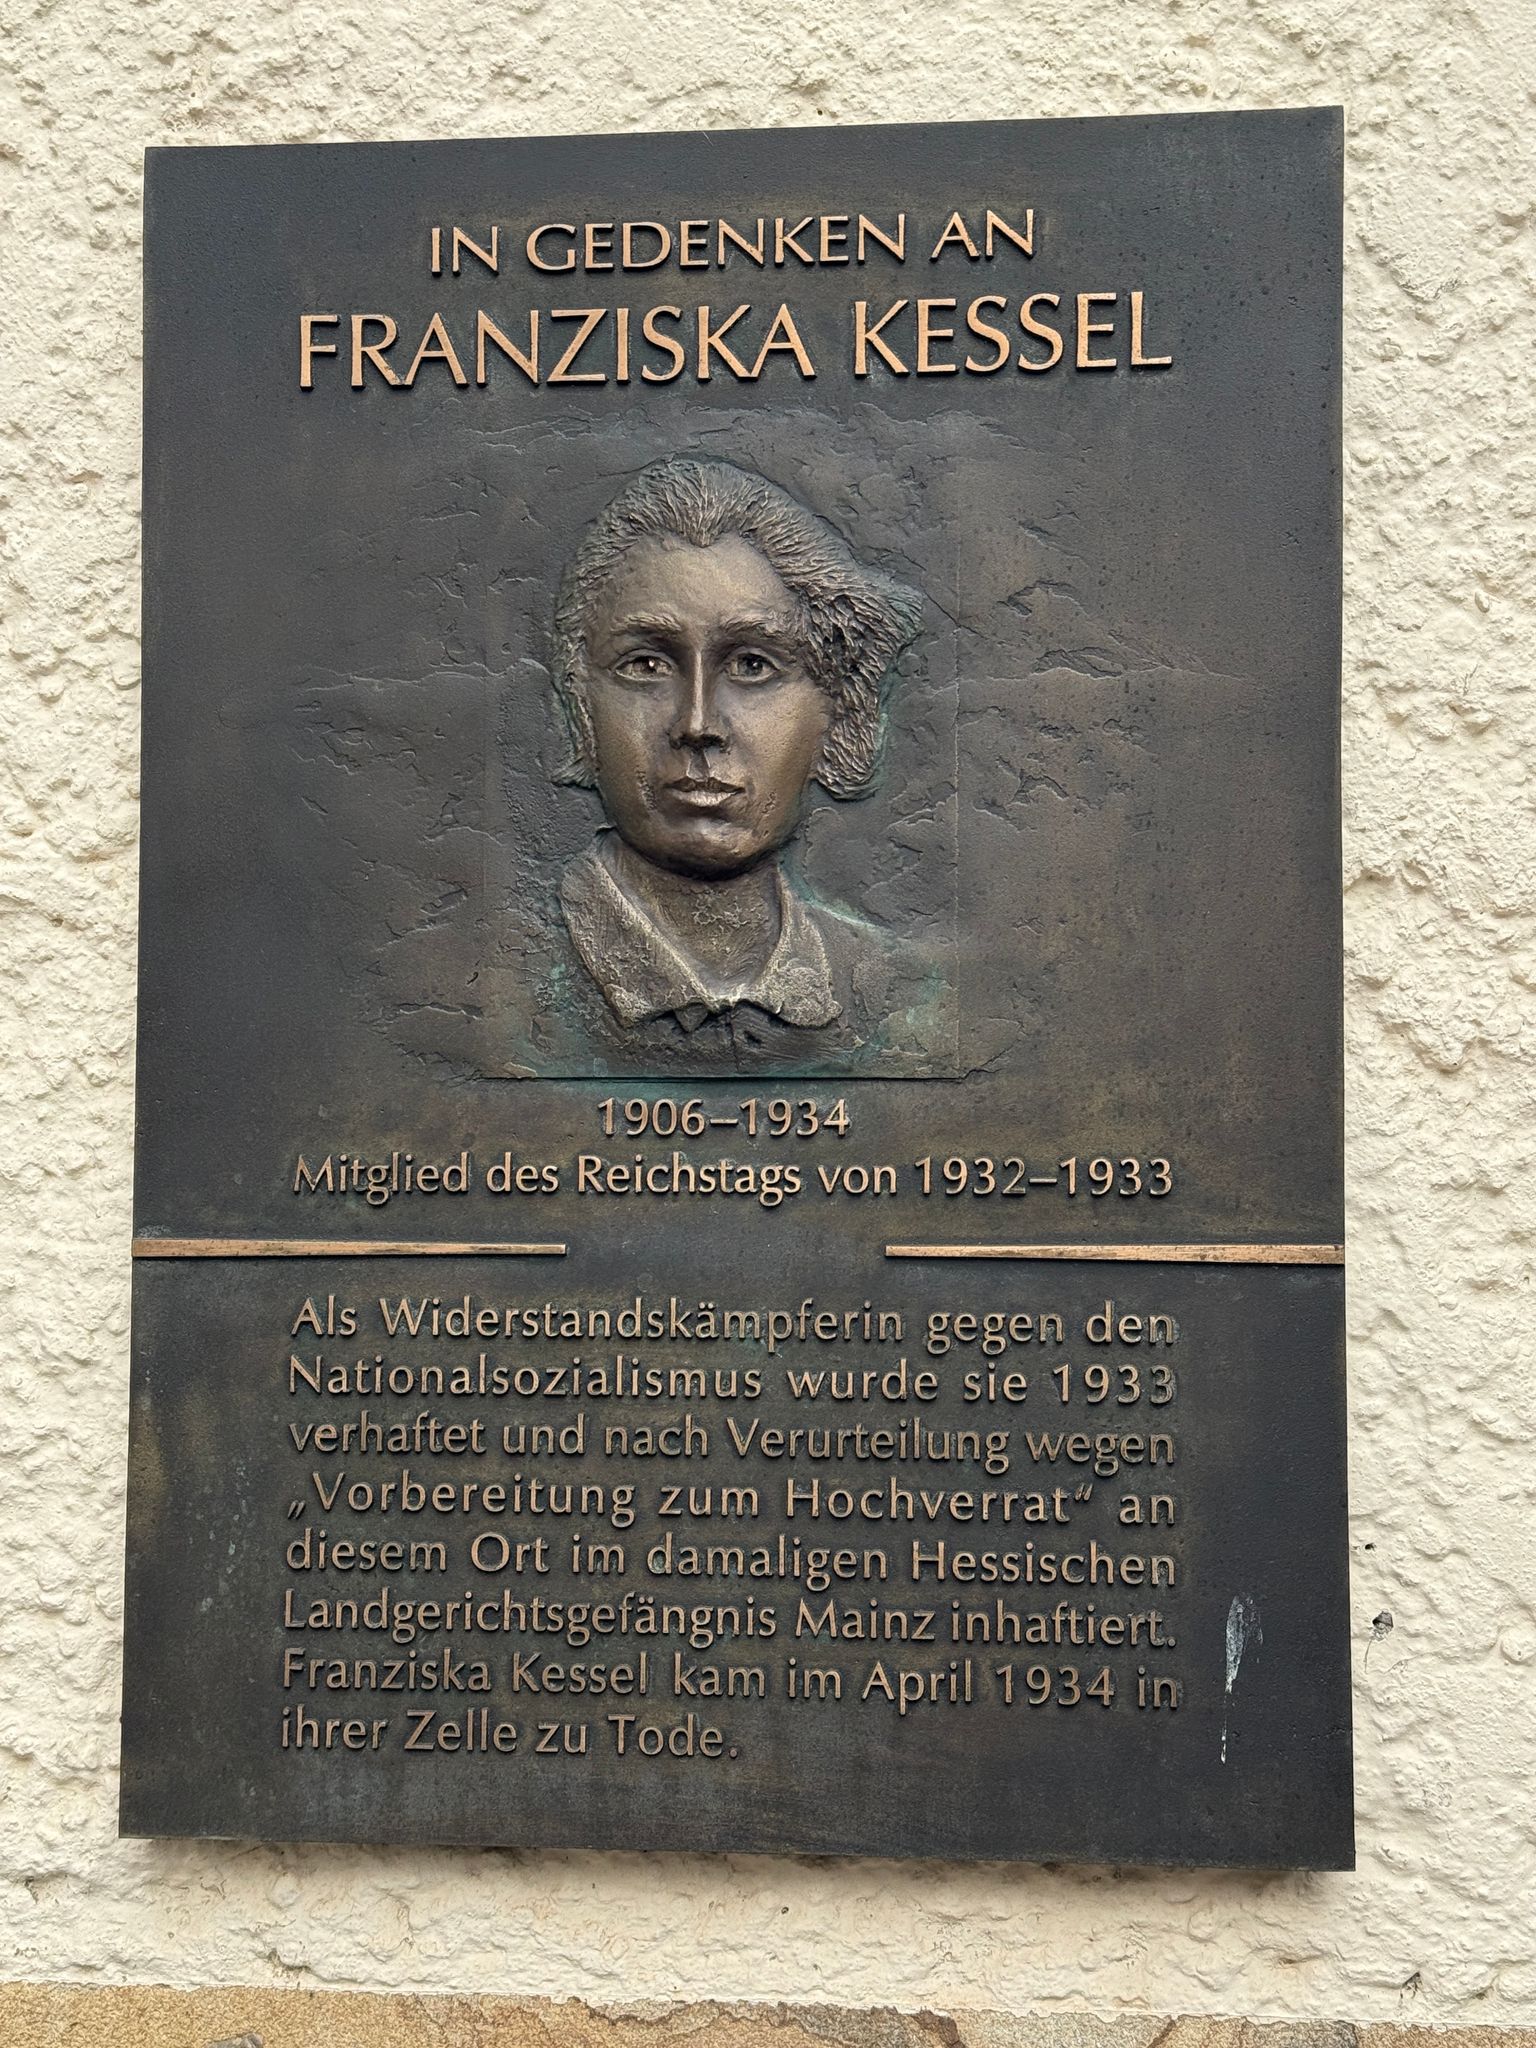 IN GEDENKEN AN
FRANZISKA KESSEL
1906–1934
Mitglied des Reichstags von 1932–1933
Als Widerstandskämpferin gegen den
Nationalsozialismus wurde sie 1933
verhaftet und nach Verurteilung wegen
„Vorbereitung zum Hochverrat“ an
diesem Ort im damaligen Hessischen
Landgerichtsgefängnis Mainz inhaftiert.
Franziska Kessel kam im April 1934 in
ihrer Zelle zu Tode.